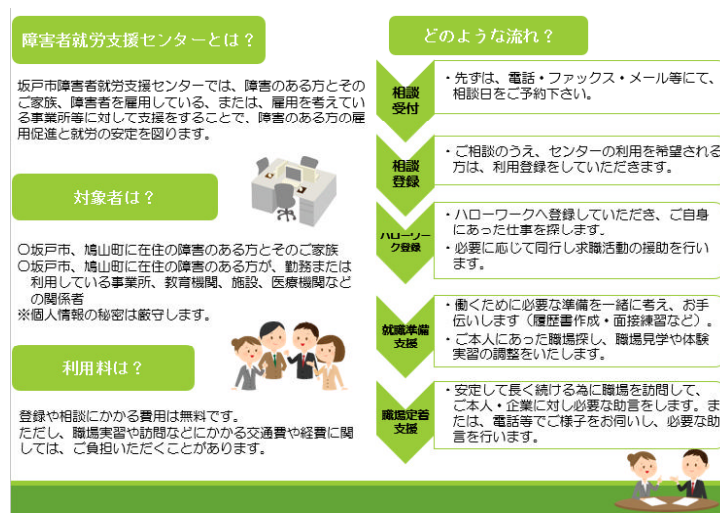 障害者就労支援センターとは？
坂戸市障害者就労支援センターでは、障害のある方とその
ご家族、障害者を雇用している、または、雇用を考えてい
る事業所等に対して支援をすることで、障害のある方の雇
用促進と就労の安定を図ります。
対象者は？
〇坂戸市、鳩山町に在住の障害のある方とそのご家族
〇坂戸市、鳩山町に在住の障害のある方が、勤務または
利用している事業所、教育機関、施設、医療機関など
の関係者
※個人情報の秘密は厳守します。
利用料は？
登録や相談にかかる費用は無料です。
ただし、職場実習や訪問などにかかる交通費や経費に関
しては、ご負担いただくことがあります。
どのような流れ？
相談
受付
・先ずは、電話・ファックス・メール等にて、
相談日をご予約下さい。
相談
登録
・ご相談のうえ、センターの利用を希望される
方は、利用登録をしていただきます。
ハローワー
ク登録
・ハローワークへ登録していただき、ご自身
にあった仕事を探します。
・必要に応じて同行し求職活動の援助を行い
ます。
就職準備
支援
・働くために必要な準備を一緒に考え、お手
伝いします（履歴書作成・面接練習など）。
・ご本人にあった職場探し、職場見学や体験
実習の調整をいたします。
職場定着
支援
・安定して長く続ける為に職場を訪問して、
ご本人・企業に対し必要な助言をします。ま
たは、電話等でご様子をお伺いし、必要な助
言を行います。